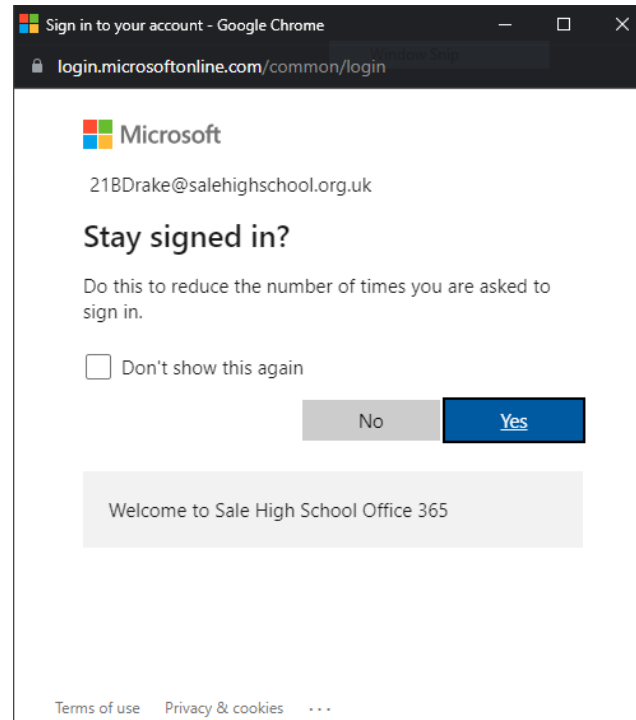 Sign in to your account - Google Chrome
Window Snip
login.microsoftonline.com/common/login
Microsoft
21BDrake@salehighschool.org.uk
Stay signed in?
Do this to reduce the number of times you are asked to
sign in.
Don't show this again
No
Yes
Welcome to Sale High School Office 365
Terms of use Privacy & cookies ...